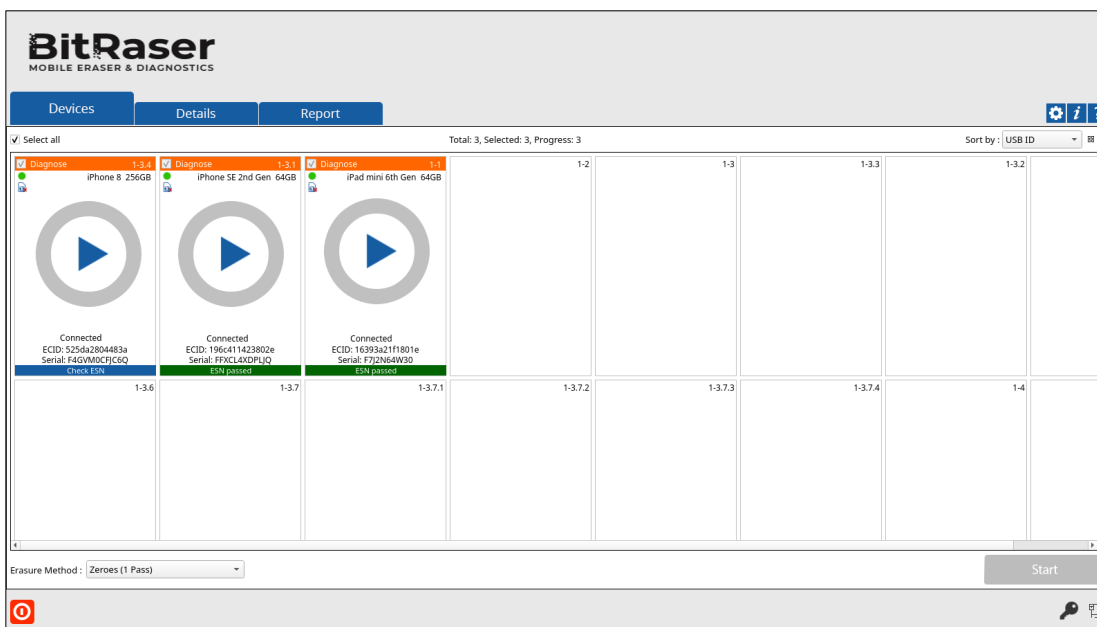 BitRaser
MOBILE ERASER & DIAGNOSTICS
Devices
Details
Report
i
?
Select all
Total: 3, Selected: 3, Progress: 3
Sort by : USB ID
Diagnose 1-3.4
iPhone 8 256GB
Connected
ECID: 525da2804483a
Serial: F4GVM0CFJC6Q
Check ESN
Diagnose 1-3.1
iPhone SE 2nd Gen 64GB
Connected
ECID: 196c411423802e
Serial: FFXCL4XDPLJQ
ESN passed
Diagnose 1-1
iPad mini 6th Gen 64GB
Connected
ECID: 16393a21f1801e
Serial: F7J2N64W30
ESN passed
1-2
1-3
1-3.3
1-3.2
1-3.6
1-3.7
1-3.7.1
1-3.7.2
1-3.7.3
1-3.7.4
1-4
Erasure Method : Zeroes (1 Pass)
Start